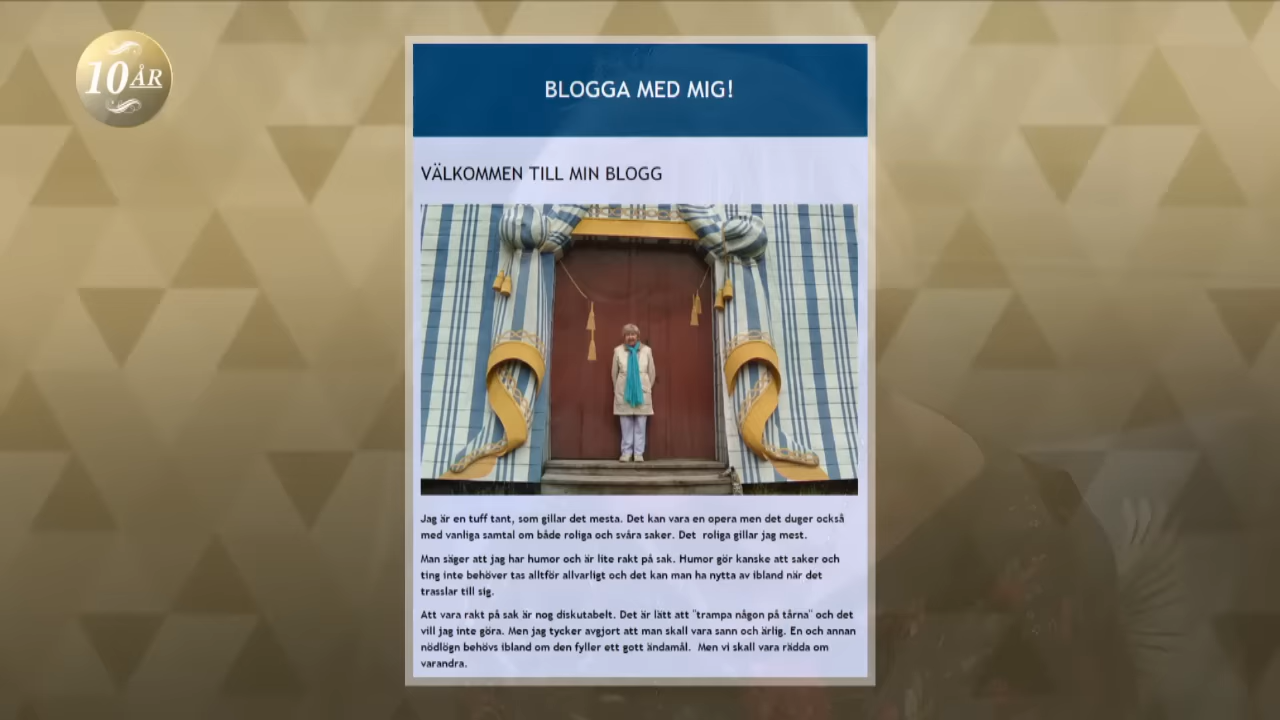 10 ÅR
BLOGGA MED MIG!
VÄLKOMMEN TILL MIN BLOGG
Jag är en tuff tant, som gillar det mesta. Det kan vara en opera men det duger också
med vanliga samtal om både roliga och svåra saker. Det roliga gillar jag mest.
Man säger att jag har humor och är lite rakt på sak. Humor gör kanske att saker och
ting inte behöver tas alltför allvarligt och det kan man ha nytta av ibland när det
trasslar till sig.
Att vara rakt på sak är nog diskutabelt. Det är lätt att "trampa någon på tårna" och det
vill jag inte göra. Men jag tycker avgjort att man skall vara sann och ärlig. En och annan
nödlögn behövs ibland om den fyller ett gott ändamål. Men vi skall vara rädda om
varandra.